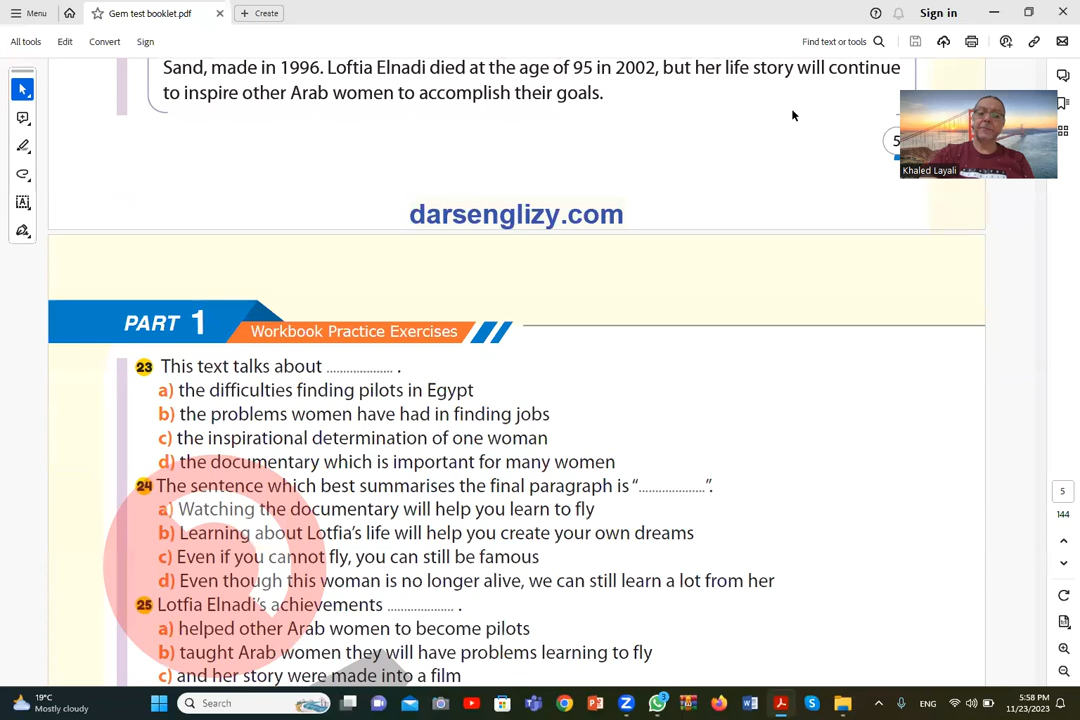 Menu
Gem test booklet.pdf
Create
Sign in
All tools
Edit
Convert
Sign
Find text or tools
Sand, made in 1996. Loftia Elnadi died at the age of 95 in 2002, but her life story will continue
to inspire other Arab women to accomplish their goals.
5
Khaled Layali
darsenglizy.com
PART 1
Workbook Practice Exercises
23 This text talks about .................... .
a) the difficulties finding pilots in Egypt
b) the problems women have had in finding jobs
c) the inspirational determination of one woman
d) the documentary which is important for many women
24 The sentence which best summarises the final paragraph is “....................”.
a) Watching the documentary will help you learn to fly
b) Learning about Lotfia’s life will help you create your own dreams
c) Even if you cannot fly, you can still be famous
d) Even though this woman is no longer alive, we can still learn a lot from her
25 Lotfia Elnadi’s achievements .................... .
a) helped other Arab women to become pilots
b) taught Arab women they will have problems learning to fly
c) and her story were made into a film
5
144
19°C
Mostly cloudy
Search
3
ENG
5:58 PM
11/23/2023